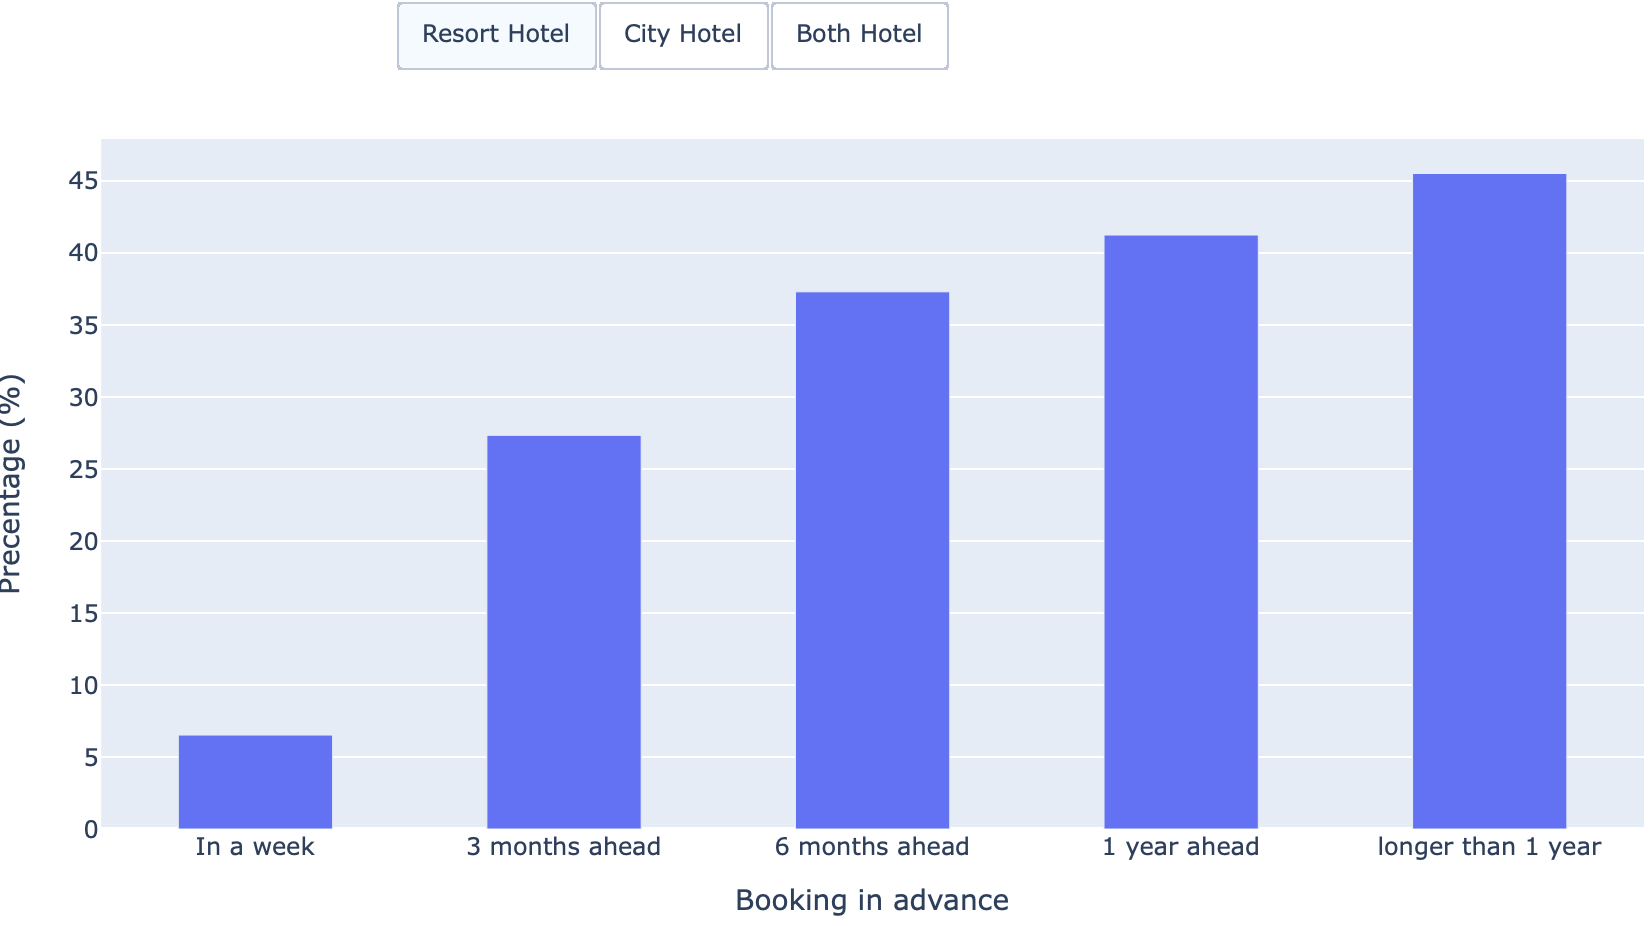 Resort Hotel City Hotel Both Hotel
45
40
35
30
25
20
15
10
5
0
Precentage (%)
In a week 3 months ahead 6 months ahead 1 year ahead longer than 1 year
Booking in advance